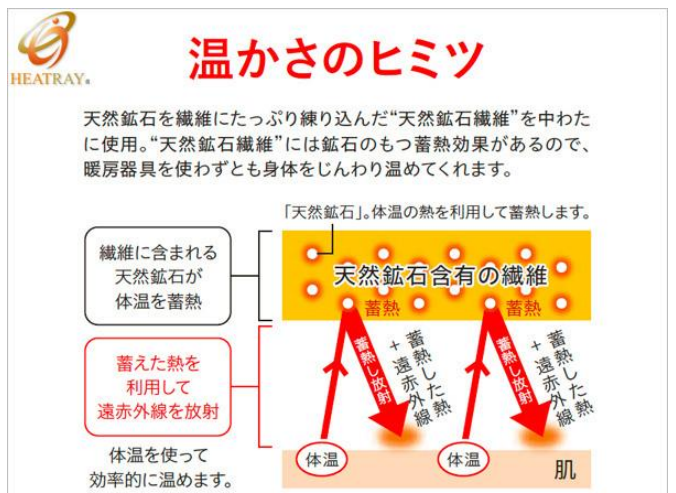 HEATRAY®
温かさのヒミツ
天然鉱石を繊維にたっぷり練り込んだ“天然鉱石繊維”を中わた
に使用。“天然鉱石繊維”には鉱石のもつ蓄熱効果があるので、
暖房器具を使わずとも身体をじんわり温めてくれます。
「天然鉱石」。体温の熱を利用して蓄熱します。
繊維に含まれる
天然鉱石が
体温を蓄熱
天然鉱石含有の繊維
蓄熱
蓄熱
蓄えた熱を
利用して
遠赤外線を放射
蓄熱し放射
蓄熱した熱
+遠赤外線
蓄熱し放射
蓄熱した熱
+遠赤外線
体温を使って
効率的に温めます。
体温
体温
肌